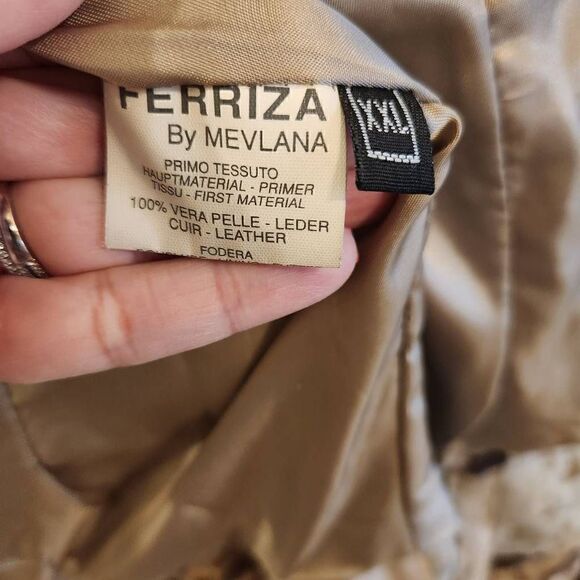 FERRIZA
By MEVLANA
PRIMO TESSUTO
HAUPTMATERIAL - PRIMER
TISSU - FIRST MATERIAL
100% VERA PELLE - LEDER
CUIR - LEATHER
FODERA
XXL